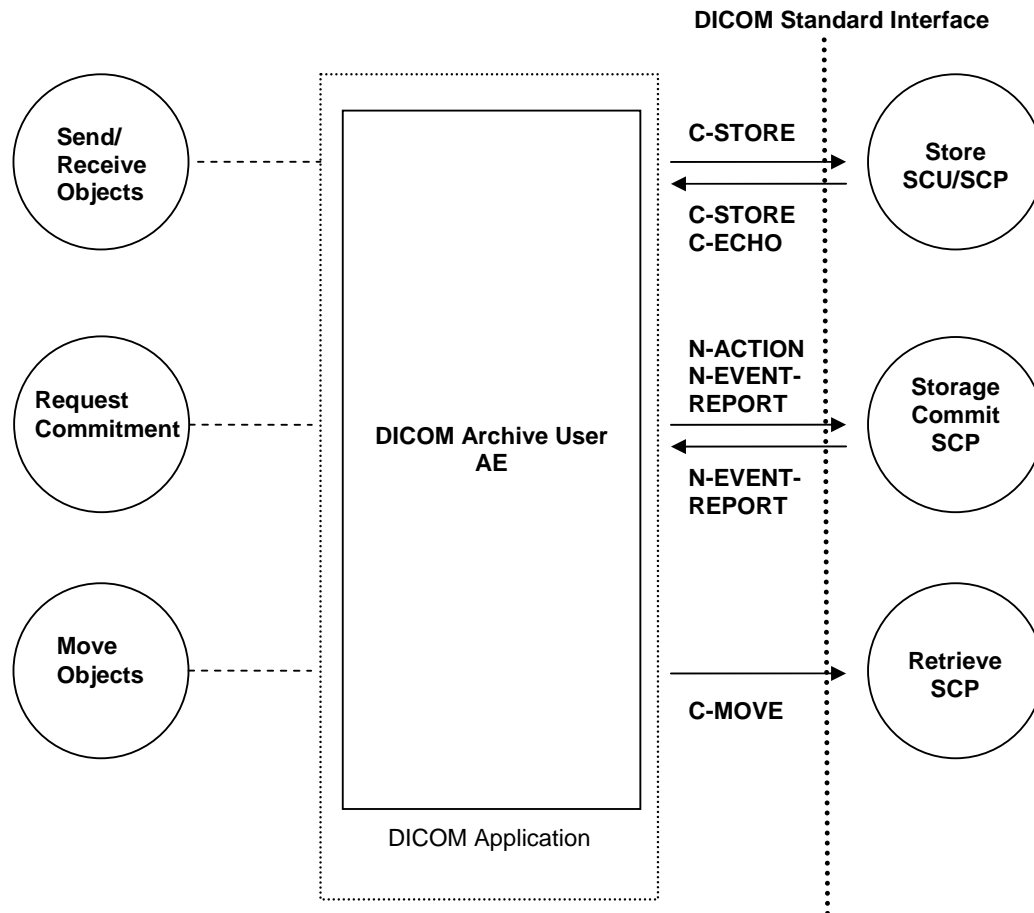 DICOM Standard Interface
Send/
Receive
Objects
C-STORE
C-STORE
C-ECHO
Store
SCU/SCP
Request
Commitment
DICOM Archive User
AE
N-ACTION
N-EVENT-
REPORT
N-EVENT-
REPORT
Storage
Commit
SCP
Move
Objects
C-MOVE
Retrieve
SCP
DICOM Application